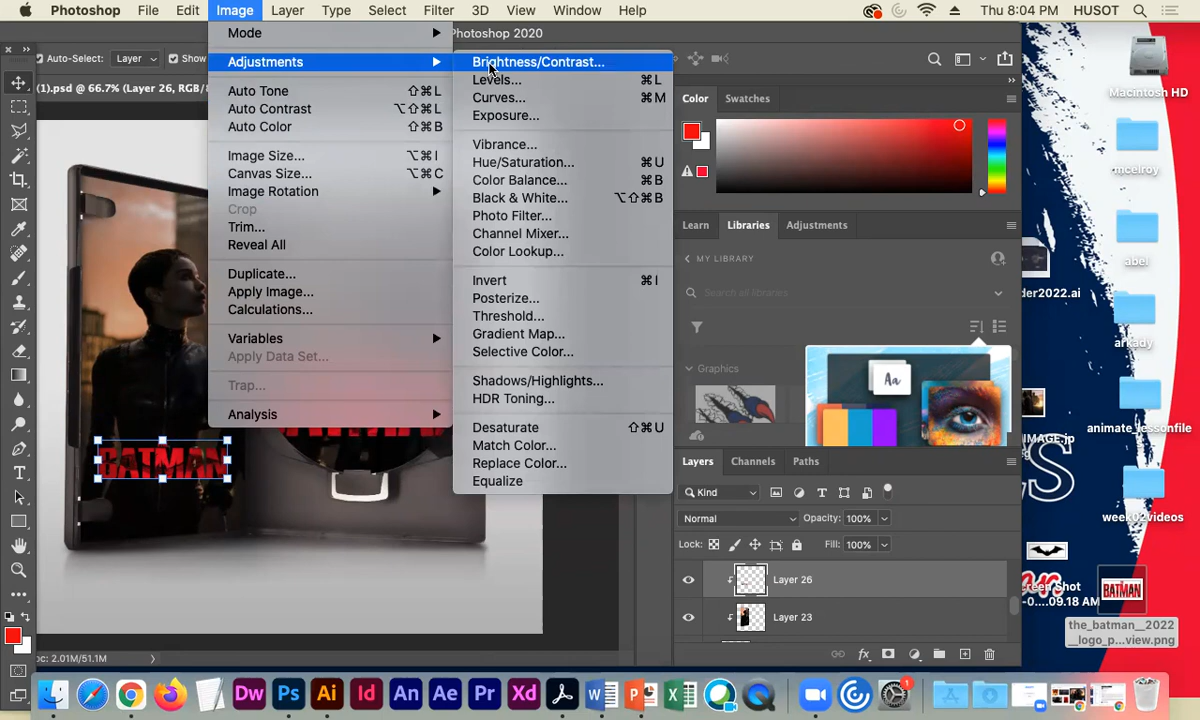 Photoshop File Edit Image Layer Type Select Filter 3D View Window Help Thu 8:04 PM HUSOT
Mode
Photoshop 2020
Auto-Select: Layer
Adjustments
Brightness/Contrast...
Levels... ⌘L
Curves... ⌘M
Exposure...
Vibrance...
Hue/Saturation... ⌘U
Color Balance... ⌘B
Black & White... ⌥⇧⌘B
Photo Filter...
Channel Mixer...
Color Lookup...
Invert ⌘I
Posterize...
Threshold...
Gradient Map...
Selective Color...
Shadows/Highlights...
HDR Toning...
Desaturate ⇧⌘U
Match Color...
Replace Color...
Equalize
Auto Tone ⇧⌘L
Auto Contrast ⌥⇧⌘L
Auto Color ⇧⌘B
Image Size... ⌥⌘I
Canvas Size... ⌥⌘C
Image Rotation
Crop
Trim...
Reveal All
Duplicate...
Apply Image...
Calculations...
Variables
Apply Data Set...
Trap...
Analysis
(1).psd @ 66.7% (Layer 26, RGB/8
BATMAN
oc: 2.01M/51.1M
Color Swatches
Learn Libraries Adjustments
MY LIBRARY
Search all libraries
Graphics
Aa
Layers Channels Paths
Kind
Normal Opacity: 100%
Lock: Fill: 100%
Layer 26
Layer 23
Macintosh HD
mcelroy
abel
der2022.ai
arkady
animate_lessonfile
IMAGE.jp
g
S
week02videos
reen Shot
-0....09.18 AM
BATMAN
the_batman__2022
__logo_p...view.png
Dw Ps Ai Id An Ae Pr Xd W P X
1